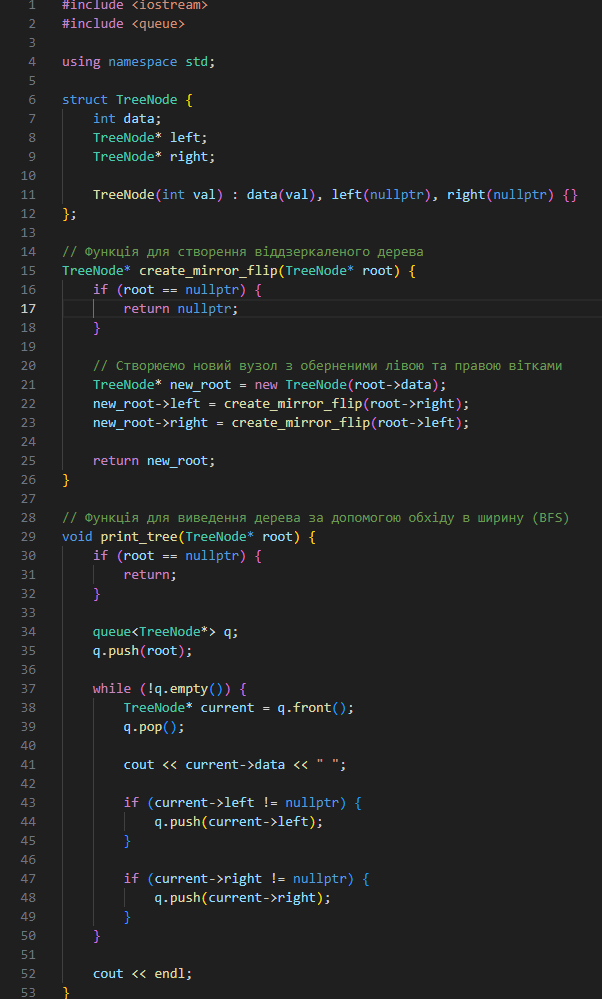 1 #include <iostream>
2 #include <queue>
3
4 using namespace std;
5
6 struct TreeNode {
7     int data;
8     TreeNode* left;
9     TreeNode* right;
10
11     TreeNode(int val) : data(val), left(nullptr), right(nullptr) {}
12 };
13
14 // Функція для створення віддзеркаленого дерева
15 TreeNode* create_mirror_flip(TreeNode* root) {
16     if (root == nullptr) {
17         return nullptr;
18     }
19
20     // Створюємо новий вузол з оберненими лівою та правою вітками
21     TreeNode* new_root = new TreeNode(root->data);
22     new_root->left = create_mirror_flip(root->right);
23     new_root->right = create_mirror_flip(root->left);
24
25     return new_root;
26 }
27
28 // Функція для виведення дерева за допомогою обходу в ширину (BFS)
29 void print_tree(TreeNode* root) {
30     if (root == nullptr) {
31         return;
32     }
33
34     queue<TreeNode*> q;
35     q.push(root);
36
37     while (!q.empty()) {
38         TreeNode* current = q.front();
39         q.pop();
40
41         cout << current->data << " ";
42
43         if (current->left != nullptr) {
44             q.push(current->left);
45         }
46
47         if (current->right != nullptr) {
48             q.push(current->right);
49         }
50     }
51
52     cout << endl;
53 }